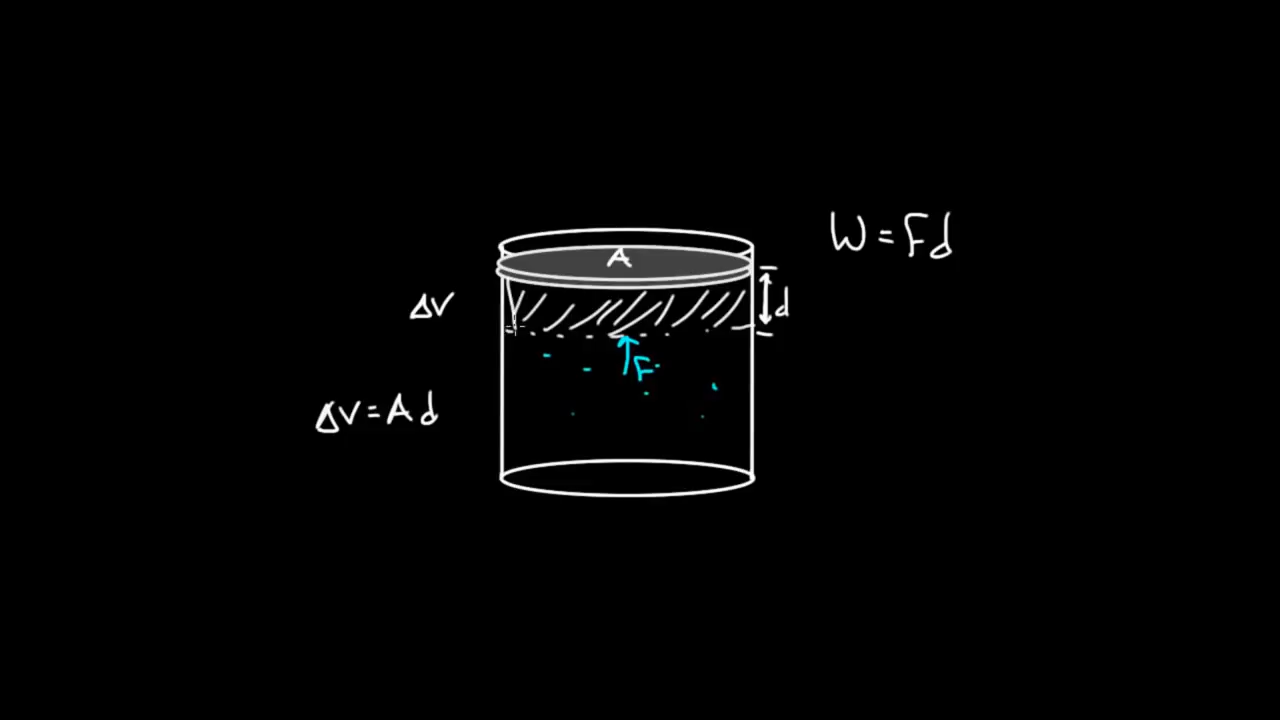 W = Fd
A
ΔV
d
F
ΔV = Ad